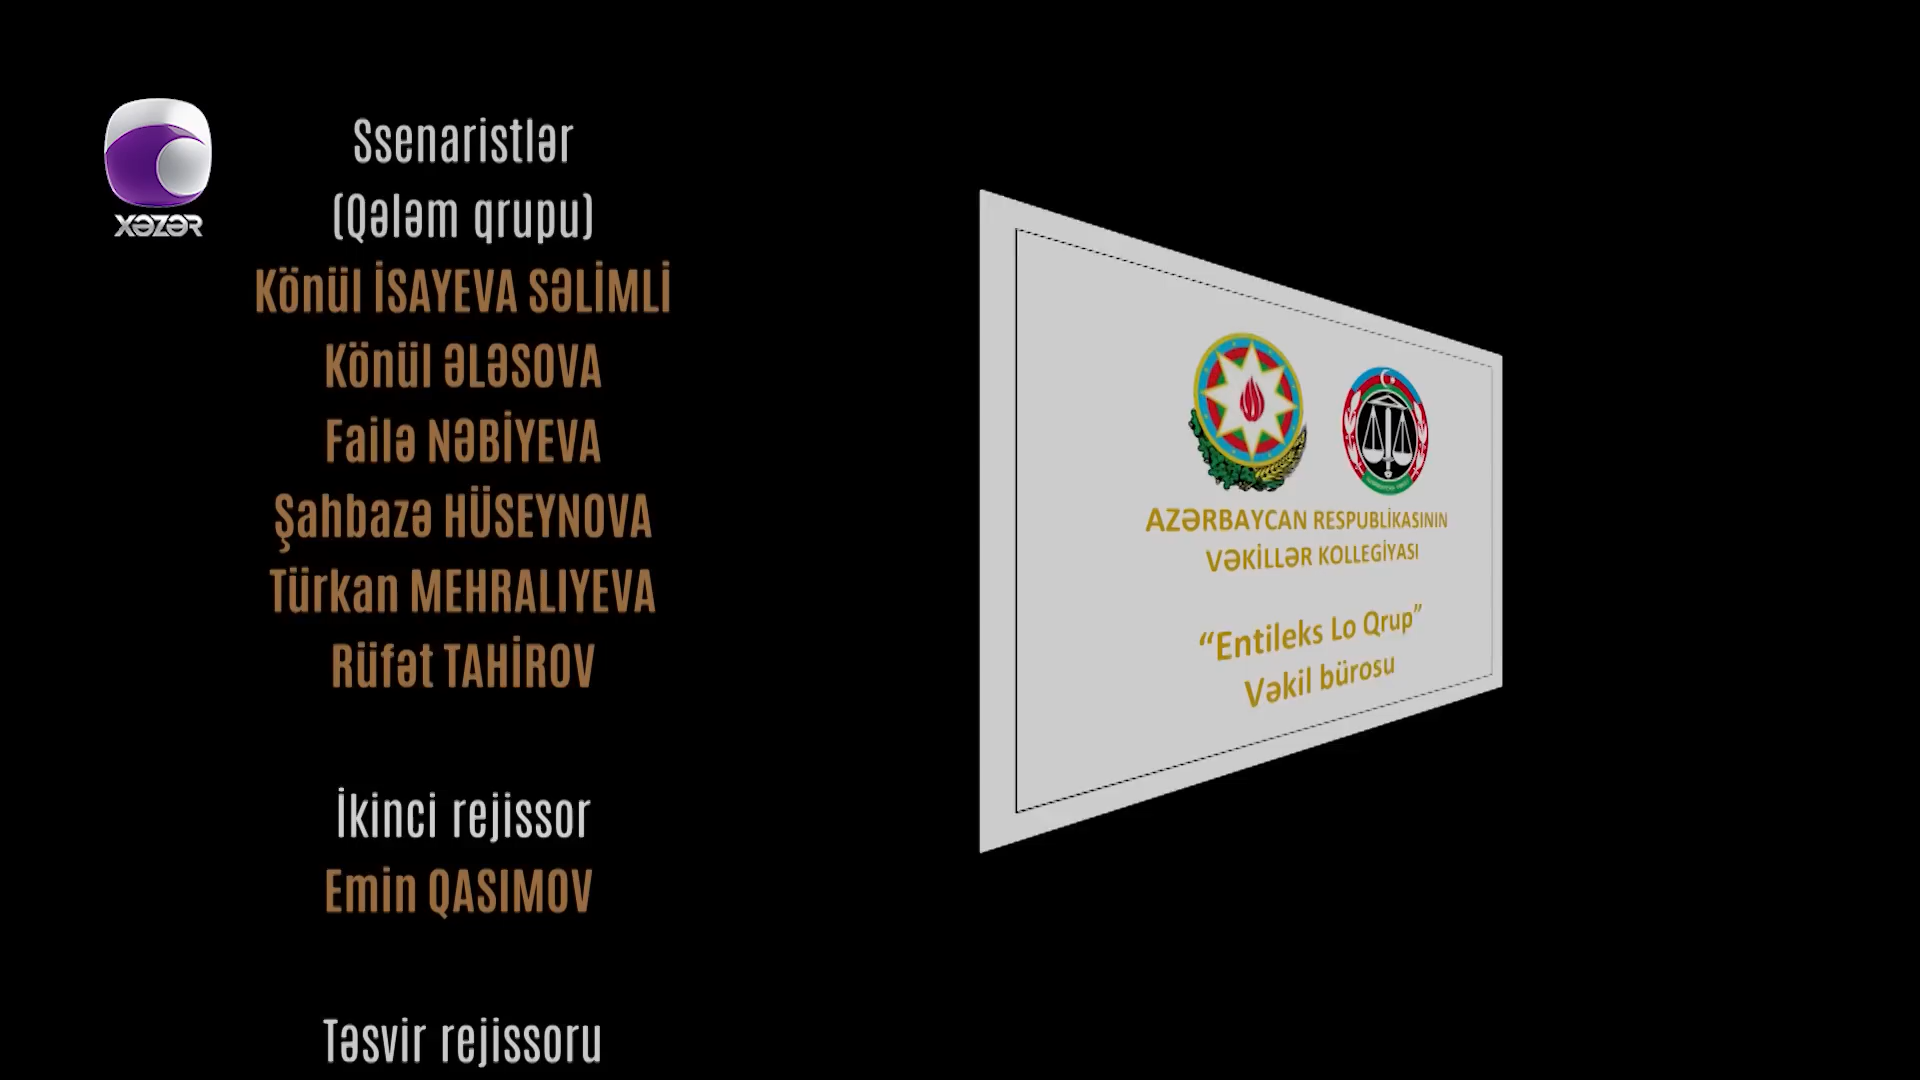 XƏZƏR
Ssenaristlər
(Qələm qrupu)
Könül İSAYEVA SƏLİMLİ
Könül ƏLƏSOVA
Failə NƏBİYEVA
Şahbazə HÜSEYNOVA
Türkan MEHRALIYEVA
Rüfət TAHİROV
İkinci rejissor
Emin QASIMOV
Təsvir rejissoru
AZƏRBAYCAN RESPUBLİKASININ
VƏKİLLƏR KOLLEGİYASI
“Entileks Lo Qrup”
Vəkil bürosu